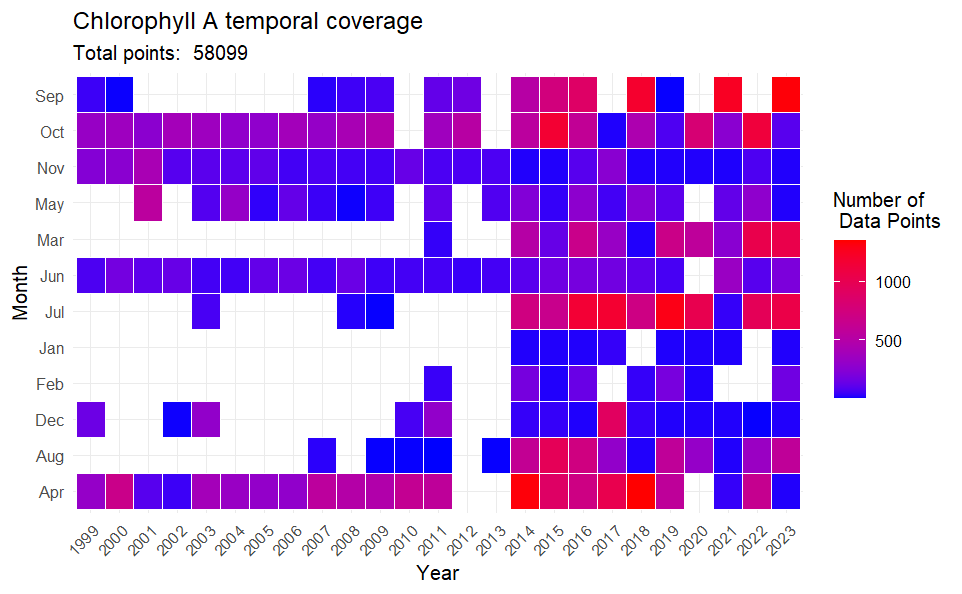 Chlorophyll A temporal coverage
Total points:  58099
Sep
Oct
Nov
May
Mar
Jun
Jul
Jan
Feb
Dec
Aug
Apr
Month
1999 2000 2001 2002 2003 2004 2005 2006 2007 2008 2009 2010 2011 2012 2013 2014 2015 2016 2017 2018 2019 2020 2021 2022 2023
Year
Number of
Data Points
1000
500